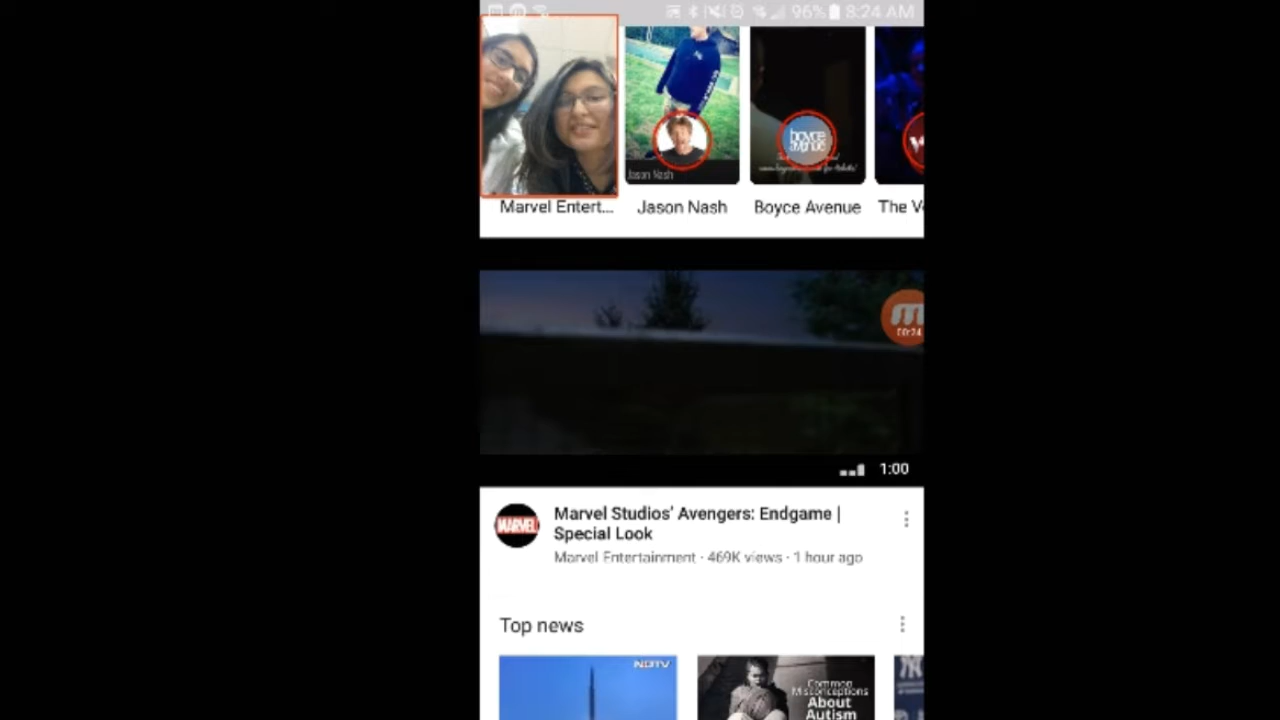 96% 8:24 AM
Jason Nash
boyce
avenue
Marvel Entert... Jason Nash Boyce Avenue The V
00:24
1:00
MARVEL
Marvel Studios' Avengers: Endgame |
Special Look
Marvel Entertainment · 469K views · 1 hour ago
Top news
NDTV
Common
Misconceptions
About
Autism